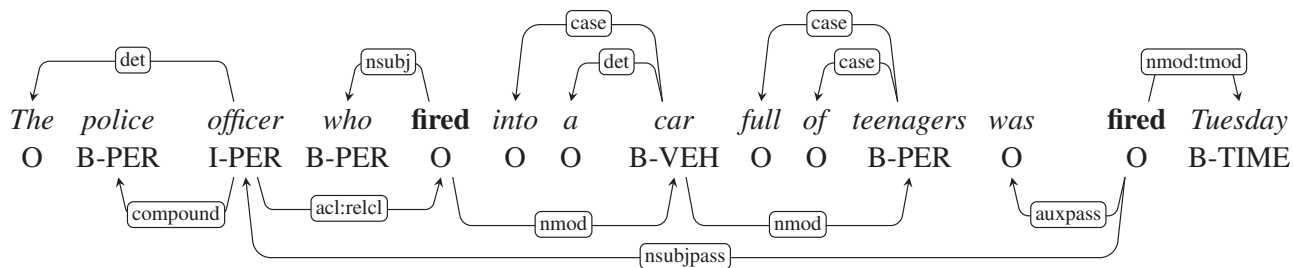 case case
det nsubj det case nmod:tmod
The police officer who fired into a car full of teenagers was fired Tuesday
O B-PER I-PER B-PER O O O B-VEH O O B-PER O O B-TIME
compound acl:relcl nmod nmod auxpass
nsubjpass